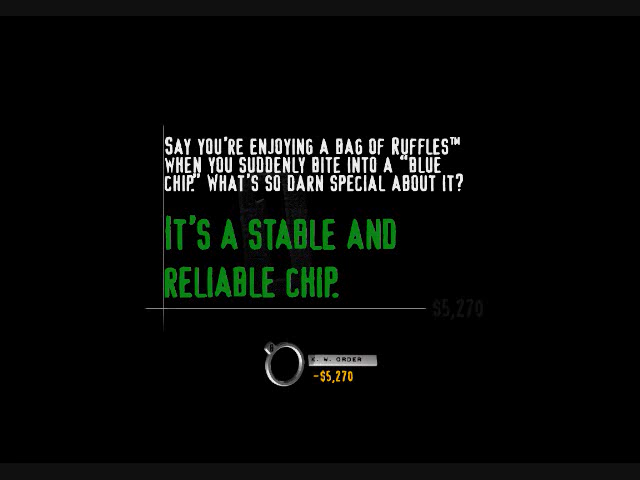 SAY YOU'RE ENJOYING A BAG OF RUFFLES™
WHEN YOU SUDDENLY BITE INTO A "BLUE
CHIP." WHAT'S SO DARN SPECIAL ABOUT IT?
IT'S A STABLE AND
RELIABLE CHIP.
$5,270
K. W. ORDER
-$5,270